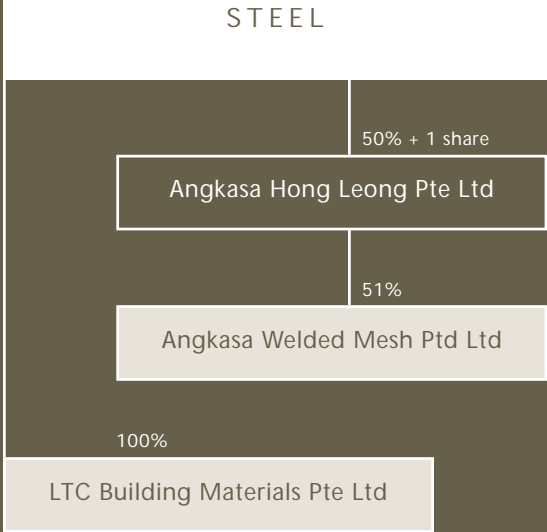 STEEL
50% + 1 share
Angkasa Hong Leong Pte Ltd
51%
Angkasa Welded Mesh Ptd Ltd
100%
LTC Building Materials Pte Ltd